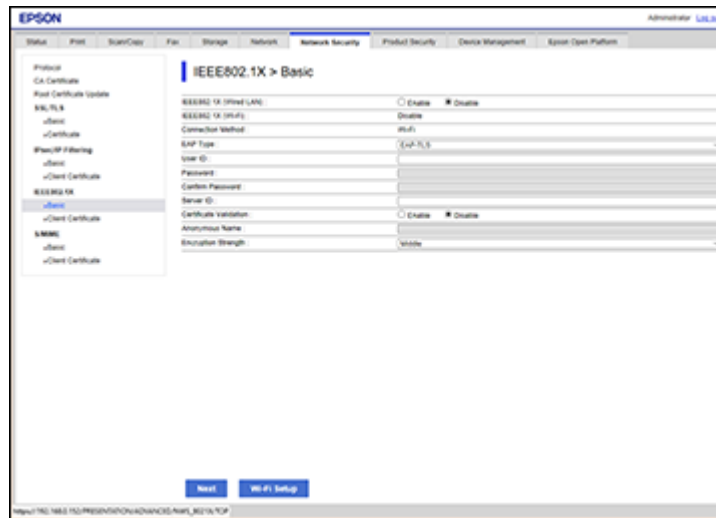 EPSON
Administrator Log out
Status Print Scan/Copy Fax Storage Network Network Security Product Security Device Management Epson Open Platform
Protocol
CA Certificate
Root Certificate Update
SSL/TLS
»Basic
»Certificate
IPsec/IP Filtering
»Basic
»Client Certificate
IEEE802.1X
»Basic
»Client Certificate
S/MIME
»Basic
»Client Certificate
IEEE802.1X > Basic
IEEE802.1X (Wired LAN) : Enable Disable
IEEE802.1X (Wi-Fi) : Disable
Connection Method : Wi-Fi
EAP Type : EAP-TLS
User ID :
Password :
Confirm Password :
Server ID :
Certificate Validation : Enable Disable
Anonymous Name :
Encryption Strength : Middle
Next Wi-Fi Setup